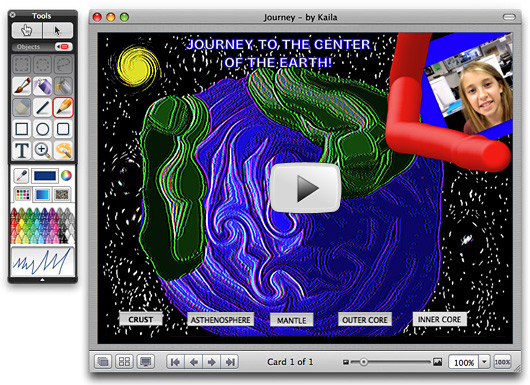 Tools
Objects
T
Journey – by Kaila
JOURNEY TO THE CENTER
OF THE EARTH!
CRUST
ASTHENOSPHERE
MANTLE
OUTER CORE
INNER CORE
Card 1 of 1
100%
100%